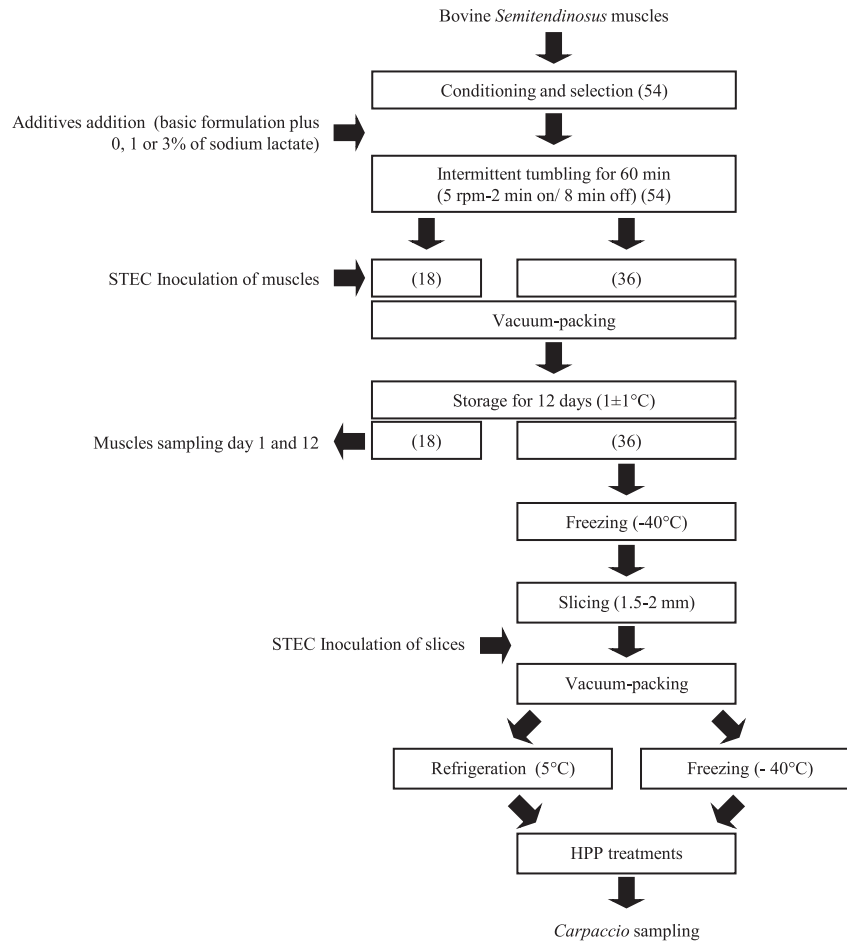 Bovine Semitendinosus muscles
Conditioning and selection (54)
Additives addition (basic formulation plus
0, 1 or 3% of sodium lactate)
Intermittent tumbling for 60 min
(5 rpm-2 min on/ 8 min off) (54)
STEC Inoculation of muscles
(18)
(36)
Vacuum-packing
Storage for 12 days (1±1°C)
Muscles sampling day 1 and 12
(18)
(36)
Freezing (-40°C)
Slicing (1.5-2 mm)
STEC Inoculation of slices
Vacuum-packing
Refrigeration (5°C)
Freezing (- 40°C)
HPP treatments
Carpaccio sampling